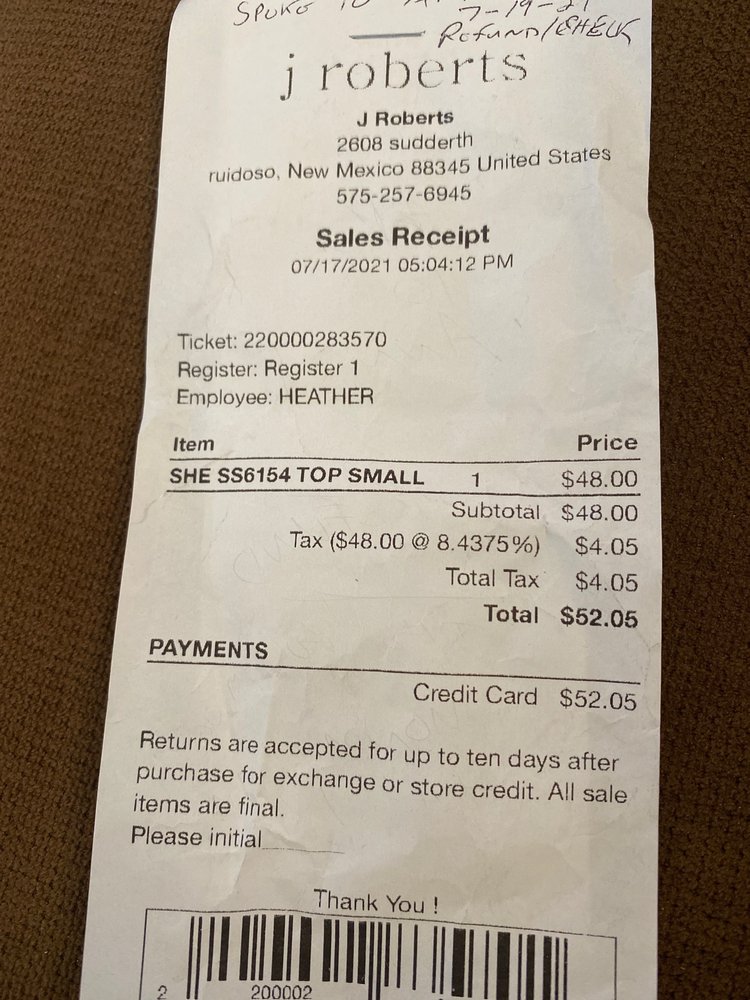 SPOKE TO
7-19-21
REFUND/CHECK
j roberts
J Roberts
2608 sudderth
ruidoso, New Mexico 88345 United States
575-257-6945
Sales Receipt
07/17/2021 05:04:12 PM
Ticket: 220000283570
Register: Register 1
Employee: HEATHER
Item Price
SHE SS6154 TOP SMALL 1 $48.00
Subtotal $48.00
Tax ($48.00 @ 8.4375%) $4.05
Total Tax $4.05
Total $52.05
PAYMENTS
Credit Card $52.05
Returns are accepted for up to ten days after
purchase for exchange or store credit. All sale
items are final.
Please initial____
Thank You !
2 200002